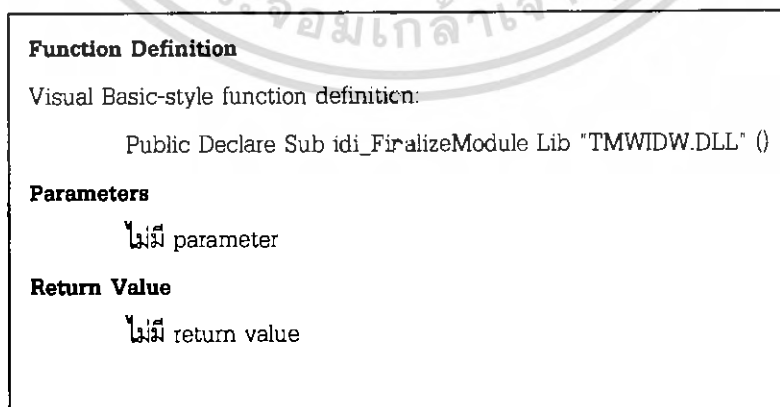 Function Definition
Visual Basic-style function definition:
Public Declare Sub idi_FinalizeModule Lib "TMWIDW.DLL" ()
Parameters
ไม่มี parameter
Return Value
ไม่มี return value